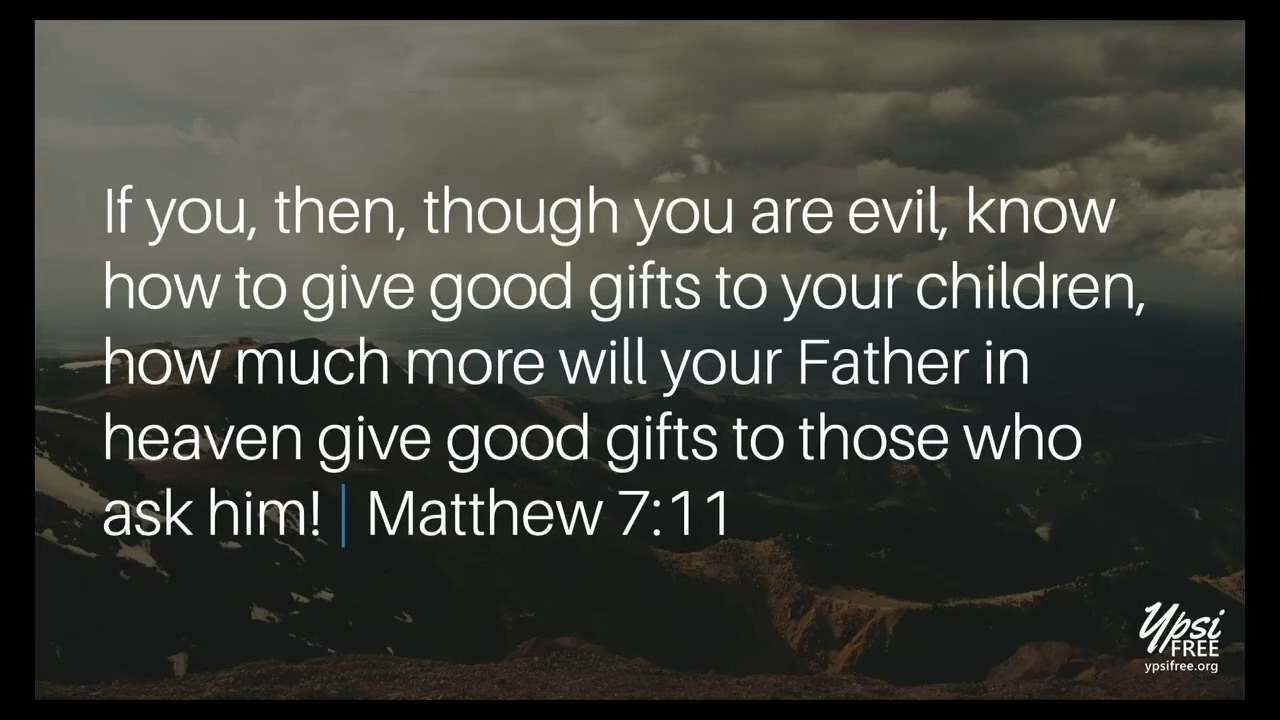 If you, then, though you are evil, know
how to give good gifts to your children,
how much more will your Father in
heaven give good gifts to those who
ask him! | Matthew 7:11
Ypsi
FREE
ypsifree.org